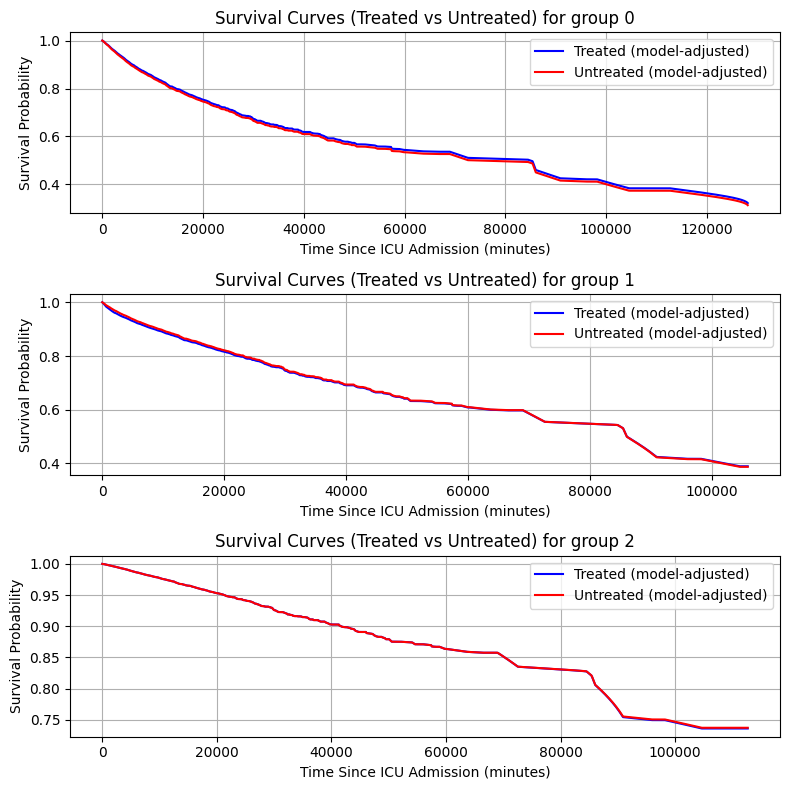 Survival Curves (Treated vs Untreated) for group 0
1.0
0.8
0.6
0.4
Survival Probability
Treated (model-adjusted)
Untreated (model-adjusted)
0 20000 40000 60000 80000 100000 120000
Time Since ICU Admission (minutes)
Survival Curves (Treated vs Untreated) for group 1
1.0
0.8
0.6
0.4
Survival Probability
Treated (model-adjusted)
Untreated (model-adjusted)
0 20000 40000 60000 80000 100000
Time Since ICU Admission (minutes)
Survival Curves (Treated vs Untreated) for group 2
1.00
0.95
0.90
0.85
0.80
0.75
Survival Probability
Treated (model-adjusted)
Untreated (model-adjusted)
0 20000 40000 60000 80000 100000
Time Since ICU Admission (minutes)